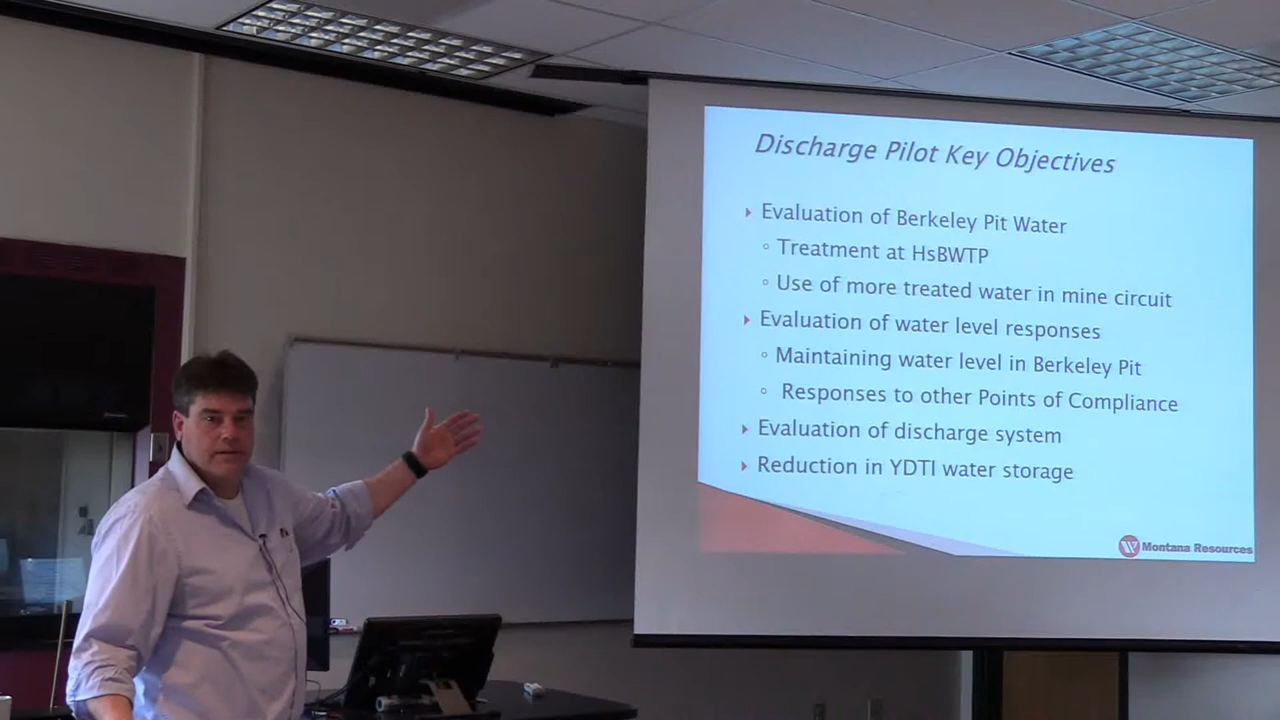 Discharge Pilot Key Objectives
Evaluation of Berkeley Pit Water
Treatment at HsBWTP
Use of more treated water in mine circuit
Evaluation of water level responses
Maintaining water level in Berkeley Pit
Responses to other Points of Compliance
Evaluation of discharge system
Reduction in YDTI water storage
Montana Resources